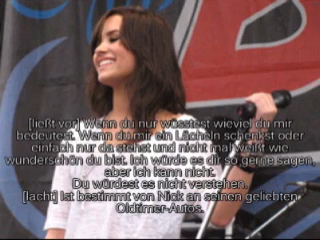 [ließt vor] Wenn du nur wüsstest wieviel du mir
bedeutest. Wenn du mir ein Lächeln schenkst oder
einfach nur da stehst und nicht mal weißt wie
wunderschön du bist. Ich würde es dir so gerne sagen,
aber ich kann nicht.
Du würdest es nicht verstehen.
[lacht] Ist bestimmt von Nick an seinen geliebten
Oldtimer-Autos.